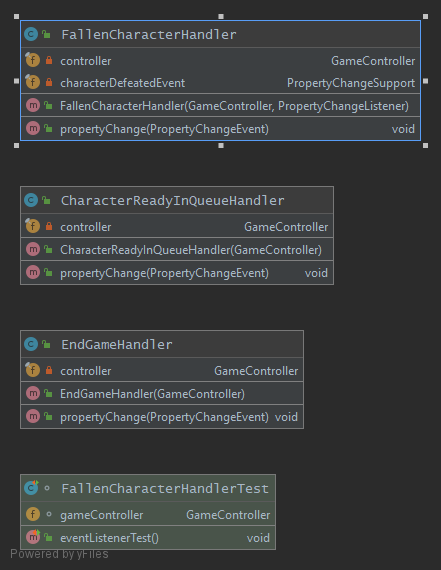 FallenCharacterHandler
controller GameController
characterDefeatedEvent PropertyChangeSupport
FallenCharacterHandler(GameController, PropertyChangeListener)
propertyChange(PropertyChangeEvent) void
CharacterReadyInQueueHandler
controller GameController
CharacterReadyInQueueHandler(GameController)
propertyChange(PropertyChangeEvent) void
EndGameHandler
controller GameController
EndGameHandler(GameController)
propertyChange(PropertyChangeEvent) void
FallenCharacterHandlerTest
gameController GameController
eventListenerTest() void
Powered by yFiles